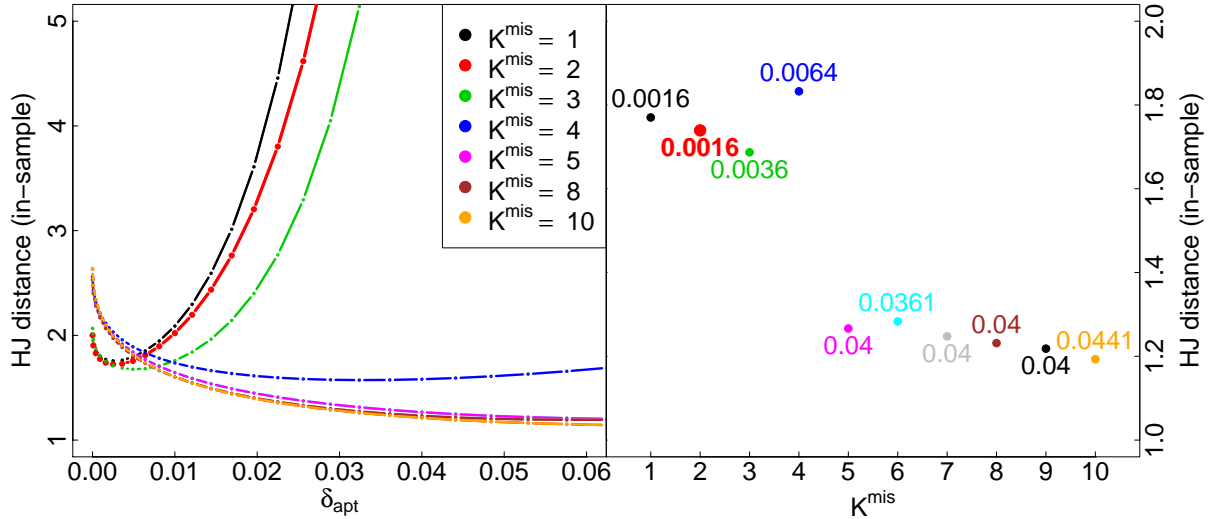 HJ distance (in−sample)
5
4
3
2
1
K^mis = 1
K^mis = 2
K^mis = 3
K^mis = 4
K^mis = 5
K^mis = 8
K^mis = 10
0.00 0.01 0.02 0.03 0.04 0.05 0.06
δ_apt
0.0064
0.0016
0.0016
0.0036
0.0361
0.04
0.04
0.04
0.04
0.0441
1 2 3 4 5 6 7 8 9 10
K^mis
2.0
1.8
1.6
1.4
1.2
1.0
HJ distance (in−sample)